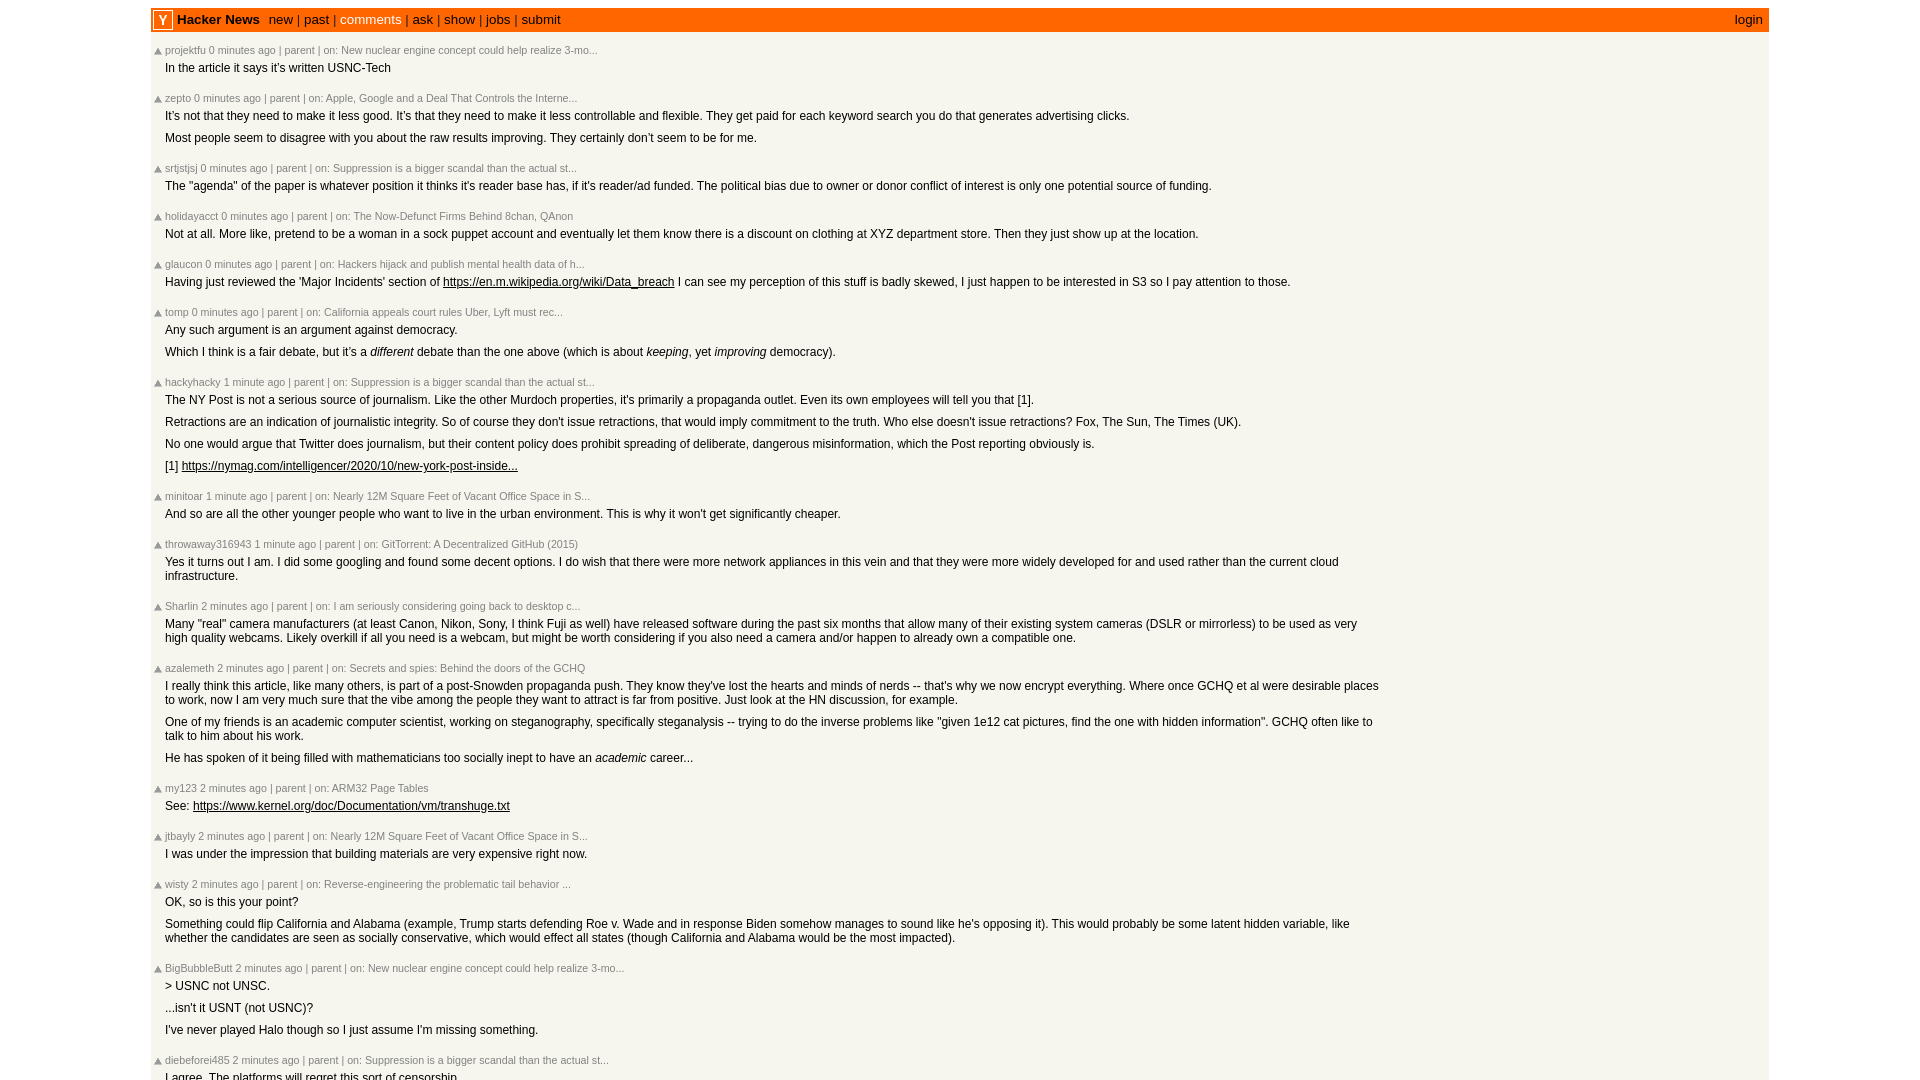 Y Hacker News new | past | comments | ask | show | jobs | submit login
projektfu 0 minutes ago | parent | on: New nuclear engine concept could help realize 3-mo...
In the article it says it's written USNC-Tech
zepto 0 minutes ago | parent | on: Apple, Google and a Deal That Controls the Interne...
It’s not that they need to make it less good. It’s that they need to make it less controllable and flexible. They get paid for each keyword search you do that generates advertising clicks.
Most people seem to disagree with you about the raw results improving. They certainly don’t seem to be for me.
srtjstjsj 0 minutes ago | parent | on: Suppression is a bigger scandal than the actual st...
The "agenda" of the paper is whatever position it thinks it's reader base has, if it's reader/ad funded. The political bias due to owner or donor conflict of interest is only one potential source of funding.
holidayacct 0 minutes ago | parent | on: The Now-Defunct Firms Behind 8chan, QAnon
Not at all. More like, pretend to be a woman in a sock puppet account and eventually let them know there is a discount on clothing at XYZ department store. Then they just show up at the location.
glaucon 0 minutes ago | parent | on: Hackers hijack and publish mental health data of h...
Having just reviewed the 'Major Incidents' section of https://en.m.wikipedia.org/wiki/Data_breach I can see my perception of this stuff is badly skewed, I just happen to be interested in S3 so I pay attention to those.
tomp 0 minutes ago | parent | on: California appeals court rules Uber, Lyft must rec...
Any such argument is an argument against democracy.
Which I think is a fair debate, but it’s a different debate than the one above (which is about keeping, yet improving democracy).
hackyhacky 1 minute ago | parent | on: Suppression is a bigger scandal than the actual st...
The NY Post is not a serious source of journalism. Like the other Murdoch properties, it's primarily a propaganda outlet. Even its own employees will tell you that [1].
Retractions are an indication of journalistic integrity. So of course they don't issue retractions, that would imply commitment to the truth. Who else doesn't issue retractions? Fox, The Sun, The Times (UK).
No one would argue that Twitter does journalism, but their content policy does prohibit spreading of deliberate, dangerous misinformation, which the Post reporting obviously is.
[1] https://nymag.com/intelligencer/2020/10/new-york-post-inside...
minitoar 1 minute ago | parent | on: Nearly 12M Square Feet of Vacant Office Space in S...
And so are all the other younger people who want to live in the urban environment. This is why it won't get significantly cheaper.
throwaway316943 1 minute ago | parent | on: GitTorrent: A Decentralized GitHub (2015)
Yes it turns out I am. I did some googling and found some decent options. I do wish that there were more network appliances in this vein and that they were more widely developed for and used rather than the current cloud
infrastructure.
Sharlin 2 minutes ago | parent | on: I am seriously considering going back to desktop c...
Many "real" camera manufacturers (at least Canon, Nikon, Sony, I think Fuji as well) have released software during the past six months that allow many of their existing system cameras (DSLR or mirrorless) to be used as very
high quality webcams. Likely overkill if all you need is a webcam, but might be worth considering if you also need a camera and/or happen to already own a compatible one.
azalemeth 2 minutes ago | parent | on: Secrets and spies: Behind the doors of the GCHQ
I really think this article, like many others, is part of a post-Snowden propaganda push. They know they've lost the hearts and minds of nerds -- that's why we now encrypt everything. Where once GCHQ et al were desirable places
to work, now I am very much sure that the vibe among the people they want to attract is far from positive. Just look at the HN discussion, for example.
One of my friends is an academic computer scientist, working on steganography, specifically steganalysis -- trying to do the inverse problems like "given 1e12 cat pictures, find the one with hidden information". GCHQ often like to
talk to him about his work.
He has spoken of it being filled with mathematicians too socially inept to have an academic career...
my123 2 minutes ago | parent | on: ARM32 Page Tables
See: https://www.kernel.org/doc/Documentation/vm/transhuge.txt
jtbayly 2 minutes ago | parent | on: Nearly 12M Square Feet of Vacant Office Space in S...
I was under the impression that building materials are very expensive right now.
wisty 2 minutes ago | parent | on: Reverse-engineering the problematic tail behavior ...
OK, so is this your point?
Something could flip California and Alabama (example, Trump starts defending Roe v. Wade and in response Biden somehow manages to sound like he's opposing it). This would probably be some latent hidden variable, like
whether the candidates are seen as socially conservative, which would effect all states (though California and Alabama would be the most impacted).
BigBubbleButt 2 minutes ago | parent | on: New nuclear engine concept could help realize 3-mo...
> USNC not UNSC.
...isn't it USNT (not USNC)?
I've never played Halo though so I just assume I'm missing something.
diebeforei485 2 minutes ago | parent | on: Suppression is a bigger scandal than the actual st...
I agree. The platforms will regret this sort of censorship.